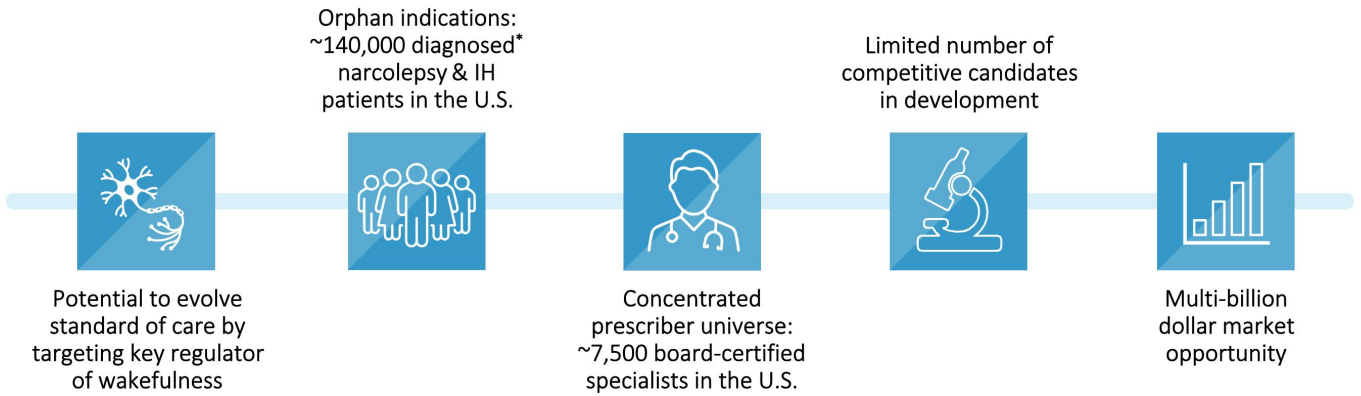 Potential to evolve
standard of care by
targeting key regulator
of wakefulness
Orphan indications:
~140,000 diagnosed*
narcolepsy & IH
patients in the U.S.
Concentrated
prescriber universe:
~7,500 board-certified
specialists in the U.S.
Limited number of
competitive candidates
in development
Multi-billion
dollar market
opportunity